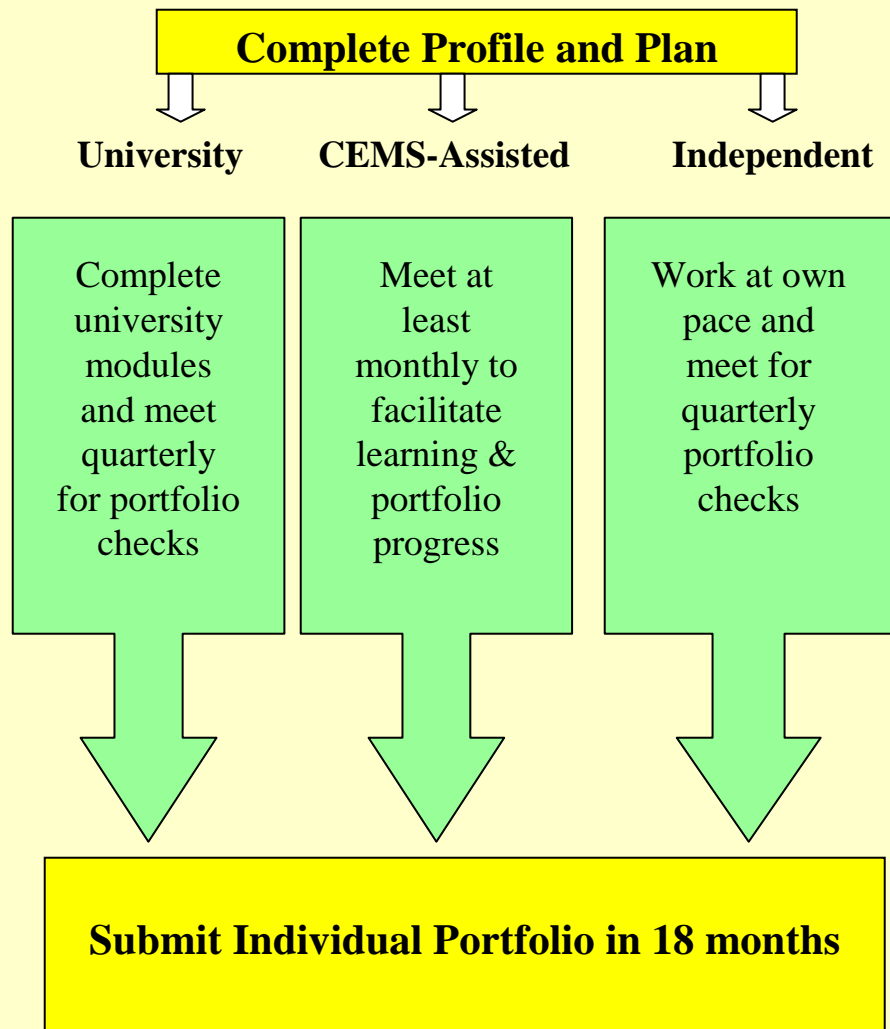 Complete Profile and Plan
University
CEMS-Assisted
Independent
Complete
university
modules
and meet
quarterly
for portfolio
checks
Meet at
least
monthly to
facilitate
learning &
portfolio
progress
Work at own
pace and
meet for
quarterly
portfolio
checks
Submit Individual Portfolio in 18 months